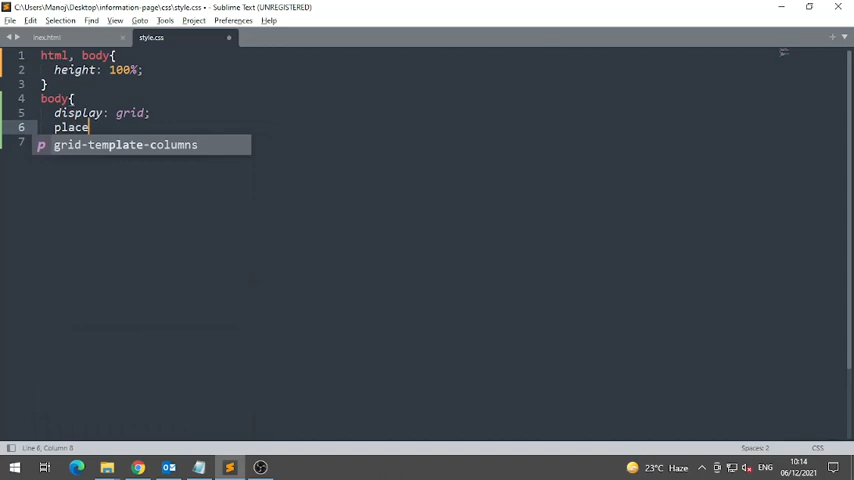 C:\Users\Manoj\Desktop\information-page\css\style.css • - Sublime Text (UNREGISTERED)
File Edit Selection Find View Goto Tools Project Preferences Help
inex.html style.css
1 html, body{
2 height: 100%;
3 }
4 body{
5 display: grid;
6 place
7
p grid-template-columns
Line 6, Column 8 Spaces: 2 CSS
23°C Haze ENG 10:14
06/12/2021